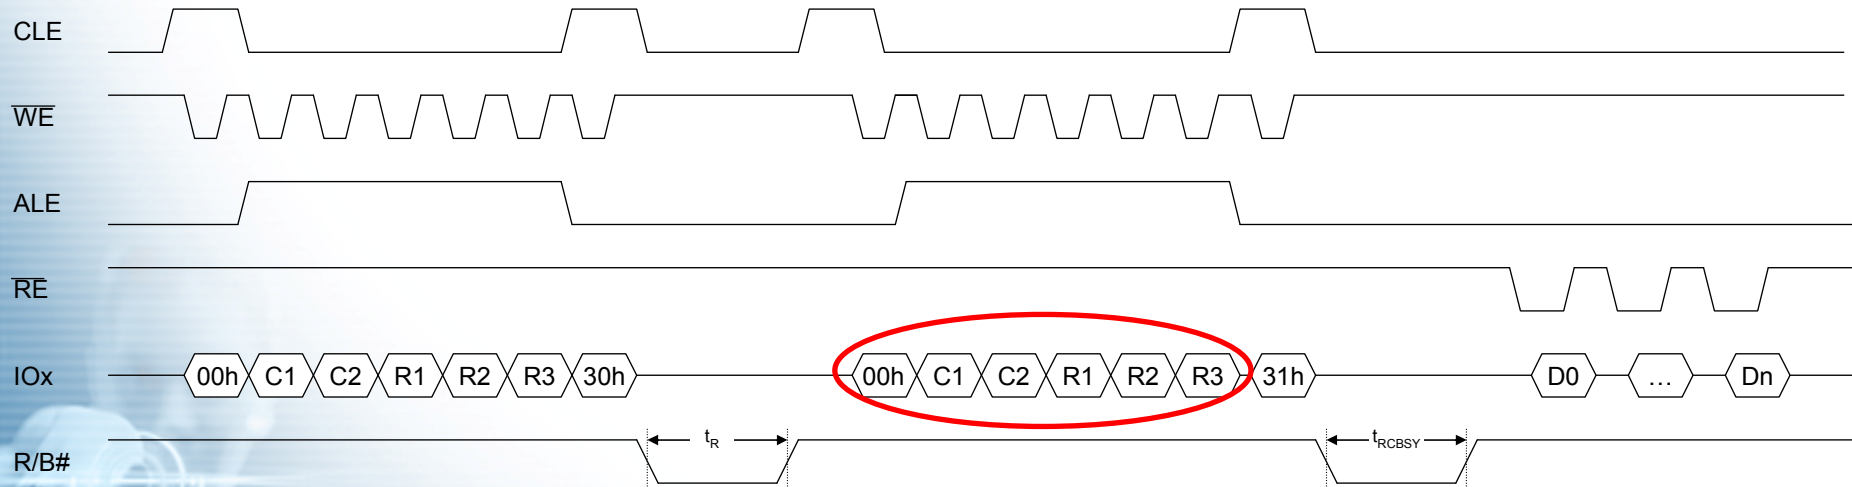 CLE
WE
ALE
RE
IOx 00h C1 C2 R1 R2 R3 30h 00h C1 C2 R1 R2 R3 31h D0 ... Dn
R/B# tR tRCBSY